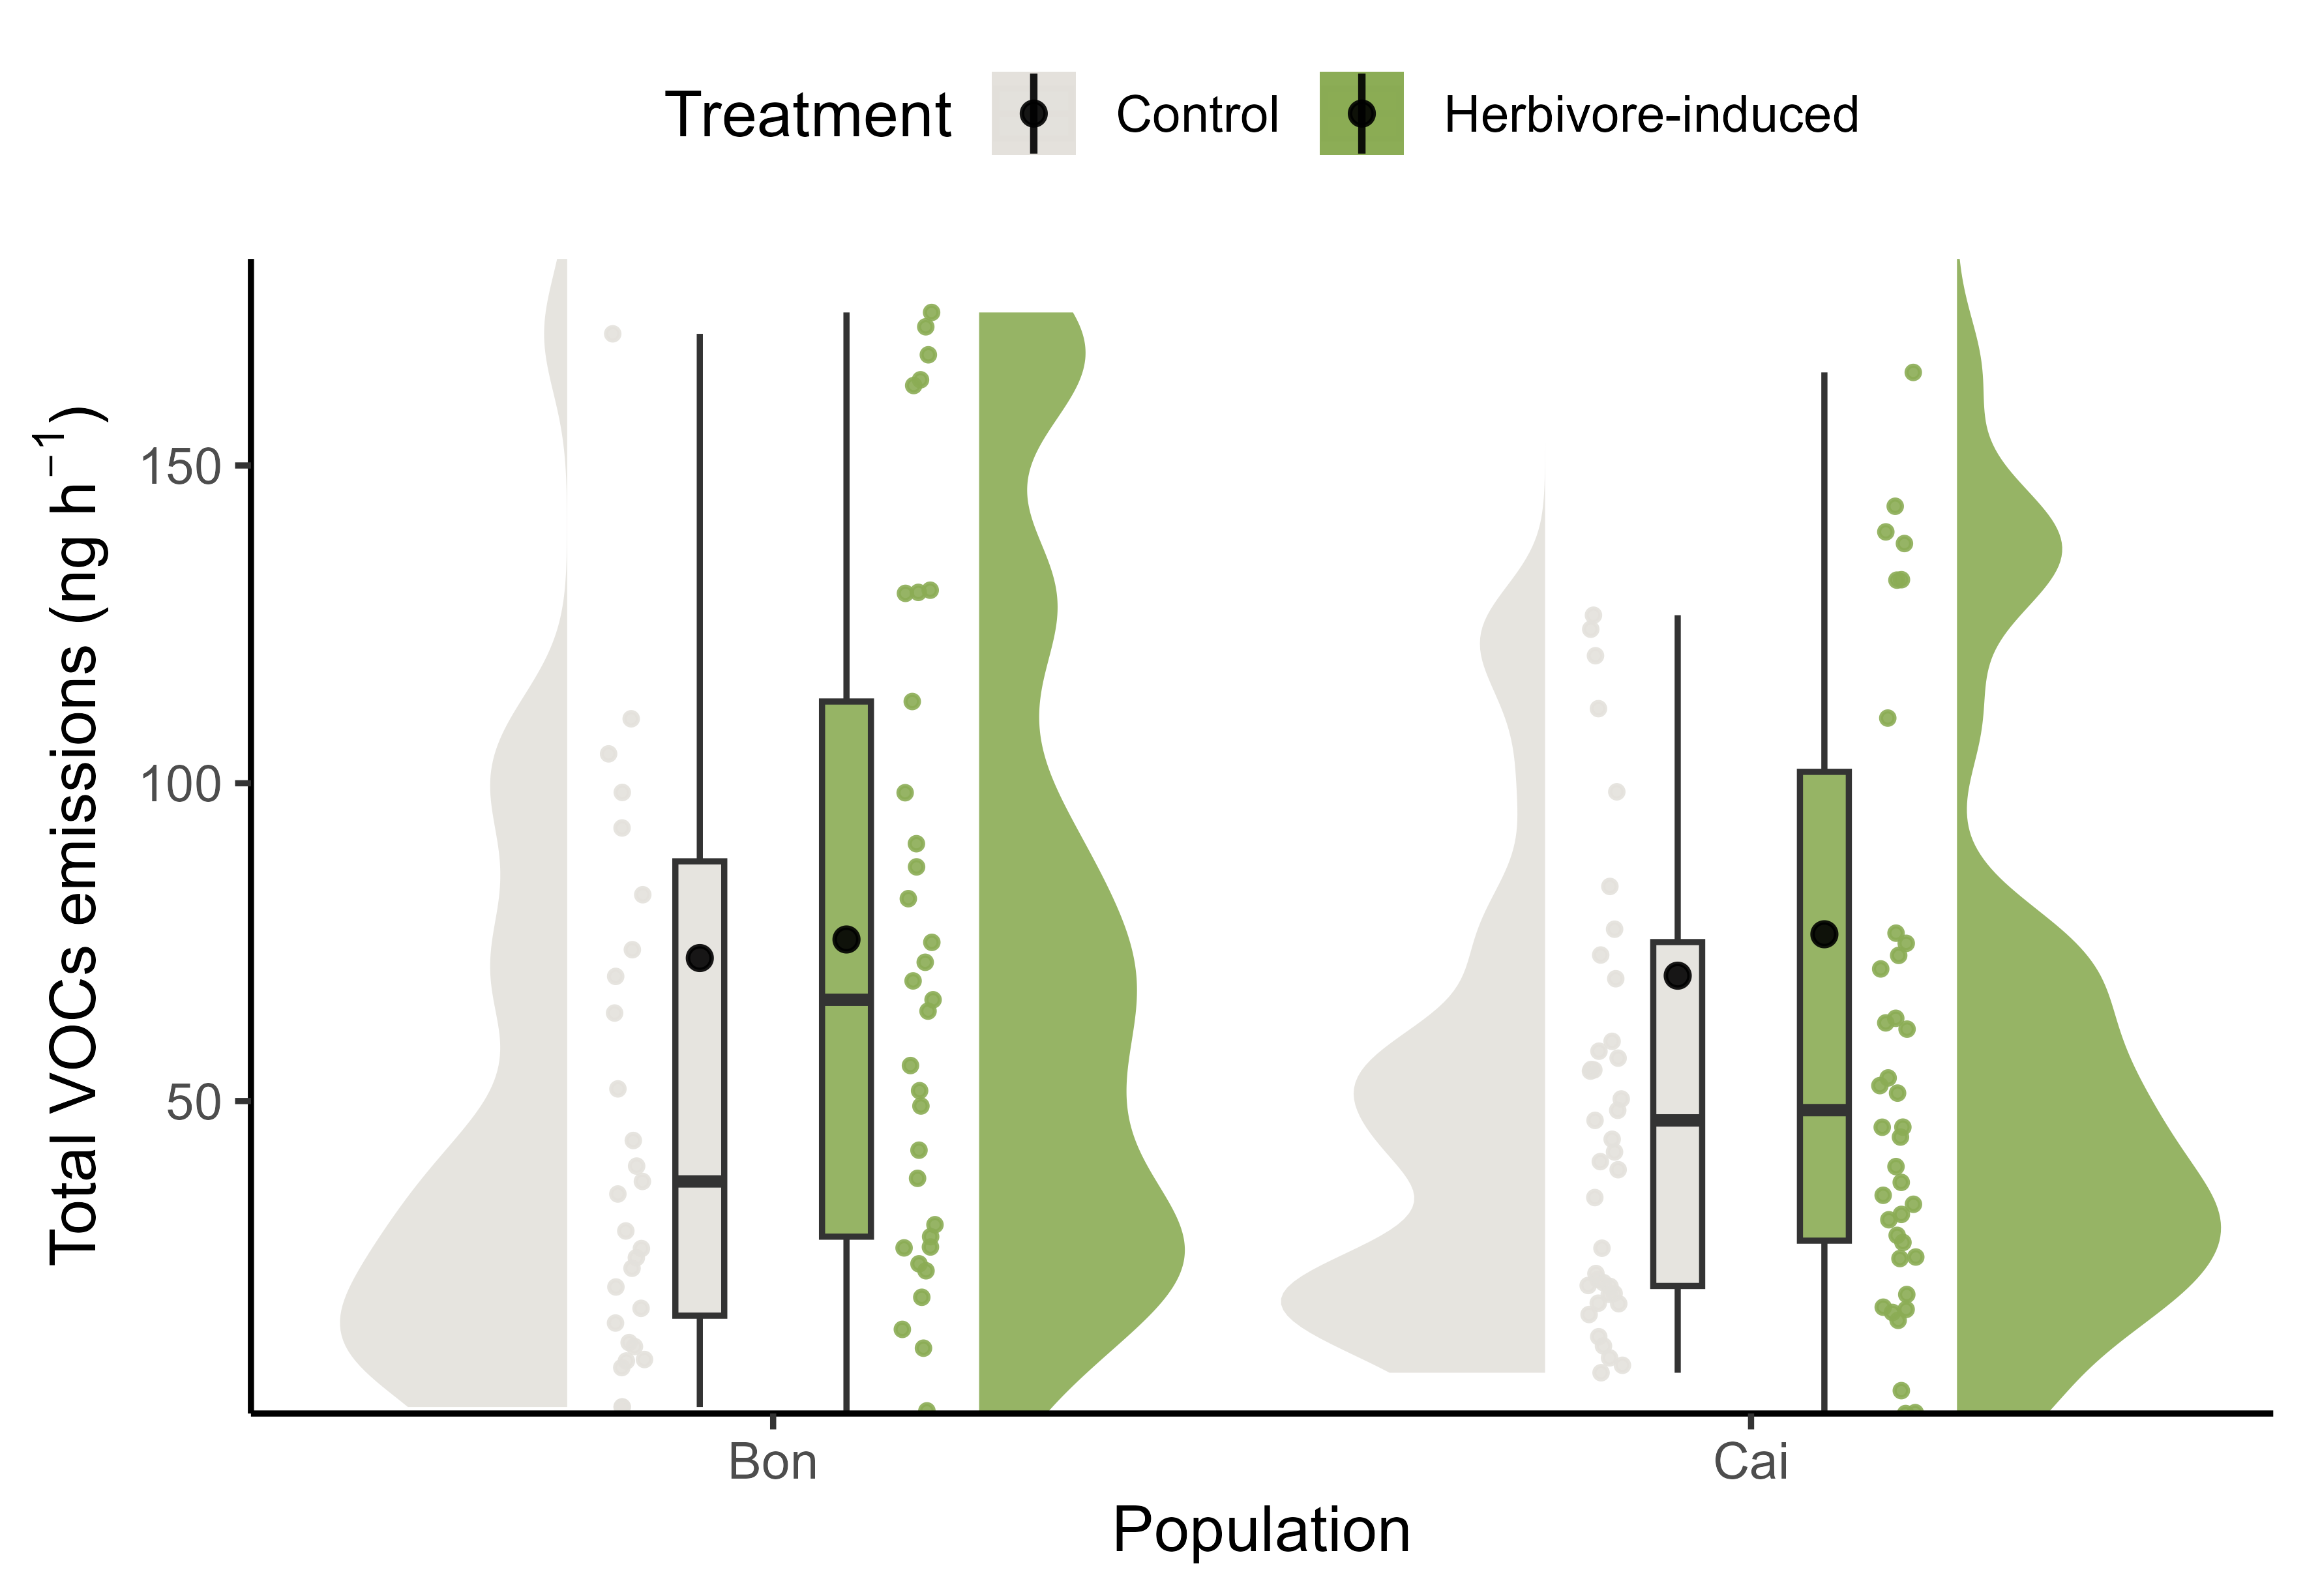 Treatment Control Herbivore-induced
Total VOCs emissions (ng h⁻¹)
150
100
50
Bon Cai
Population